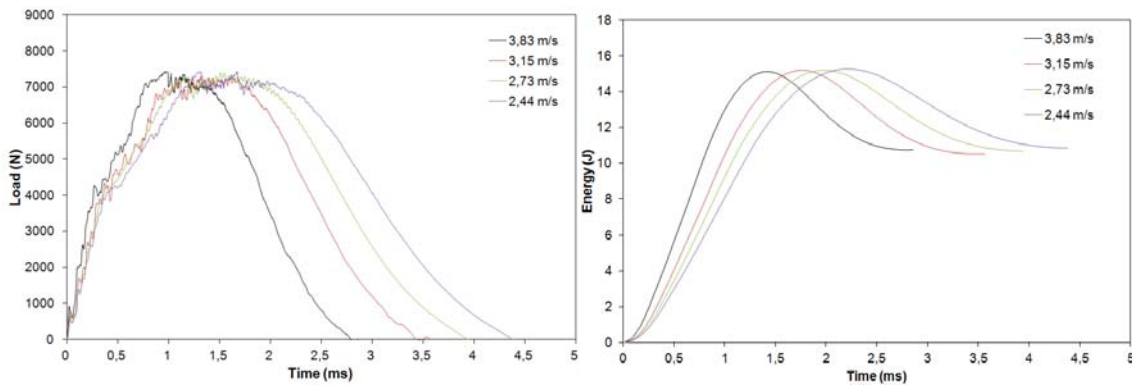 9000
8000
7000
6000
5000
4000
3000
2000
1000
0
Load (N)
0 0,5 1 1,5 2 2,5 3 3,5 4 4,5 5
Time (ms)
3,83 m/s
3,15 m/s
2,73 m/s
2,44 m/s
18
16
14
12
10
8
6
4
2
0
Energy (J)
0 0,5 1 1,5 2 2,5 3 3,5 4 4,5 5
Time (ms)
3,83 m/s
3,15 m/s
2,73 m/s
2,44 m/s